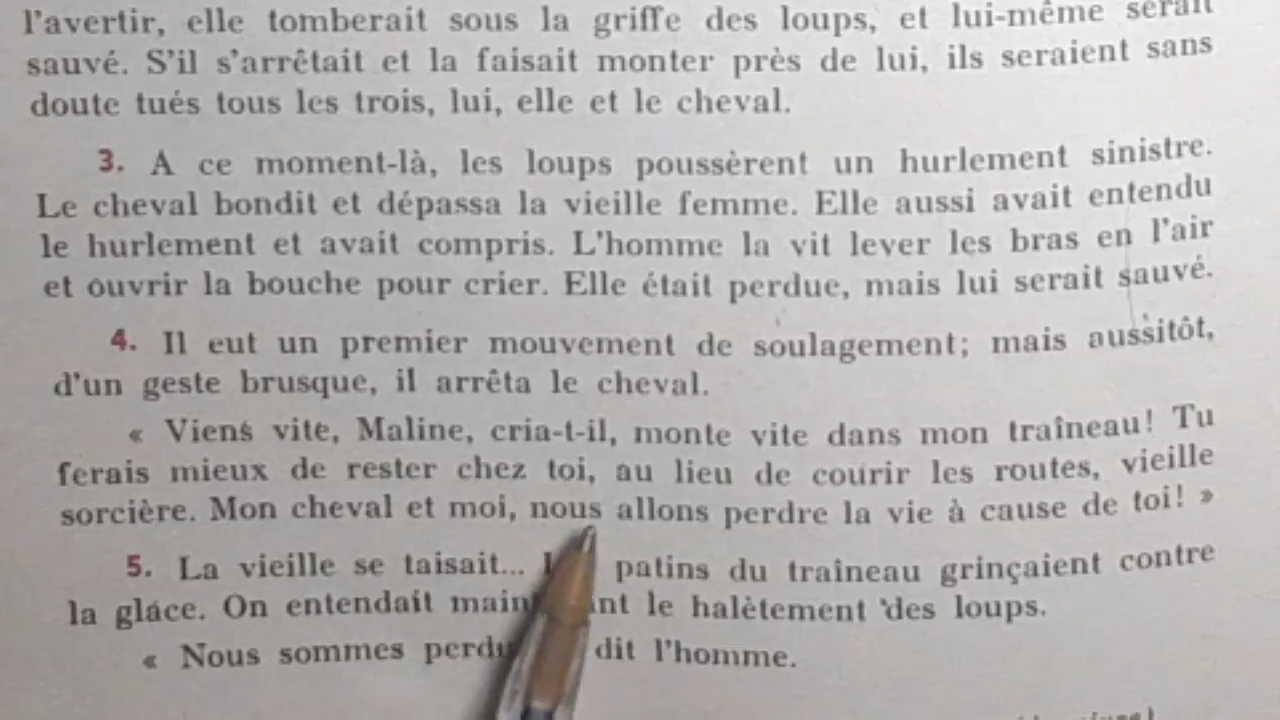 l'avertir, elle tomberait sous la griffe des loups, et lui-même serait
sauvé. S'il s'arrêtait et la faisait monter près de lui, ils seraient sans
doute tués tous les trois, lui, elle et le cheval.
3. A ce moment-là, les loups poussèrent un hurlement sinistre.
Le cheval bondit et dépassa la vieille femme. Elle aussi avait entendu
le hurlement et avait compris. L'homme la vit lever les bras en l'air
et ouvrir la bouche pour crier. Elle était perdue, mais lui serait sauvé.
4. Il eut un premier mouvement de soulagement; mais aussitôt,
d'un geste brusque, il arrêta le cheval.
« Viens vite, Maline, cria-t-il, monte vite dans mon traîneau! Tu
ferais mieux de rester chez toi, au lieu de courir les routes, vieille
sorcière. Mon cheval et moi, nous allons perdre la vie à cause de toi! »
5. La vieille se taisait... patins du traîneau grinçaient contre
la glace. On entendait le halètement des loups.
« Nous sommes dit l'homme.